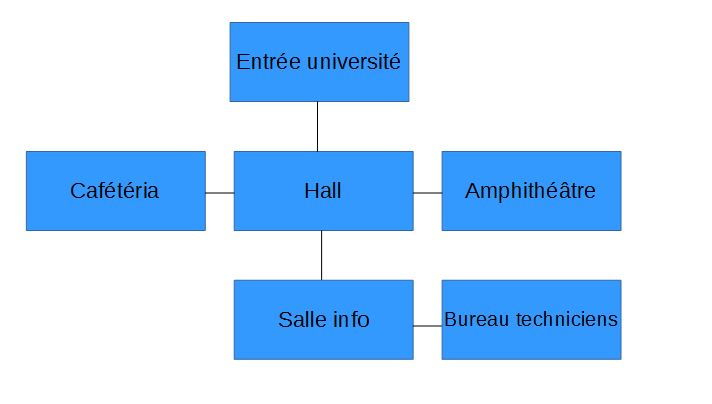 Entrée université
Cafétéria
Hall
Amphithéâtre
Salle info
Bureau techniciens